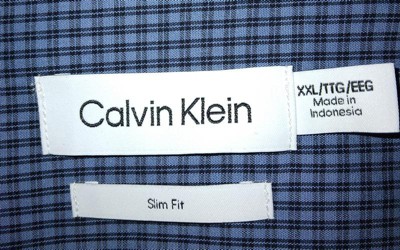 Calvin Klein
XXL/TTG/EEG
Made in
Indonesia
Slim Fit